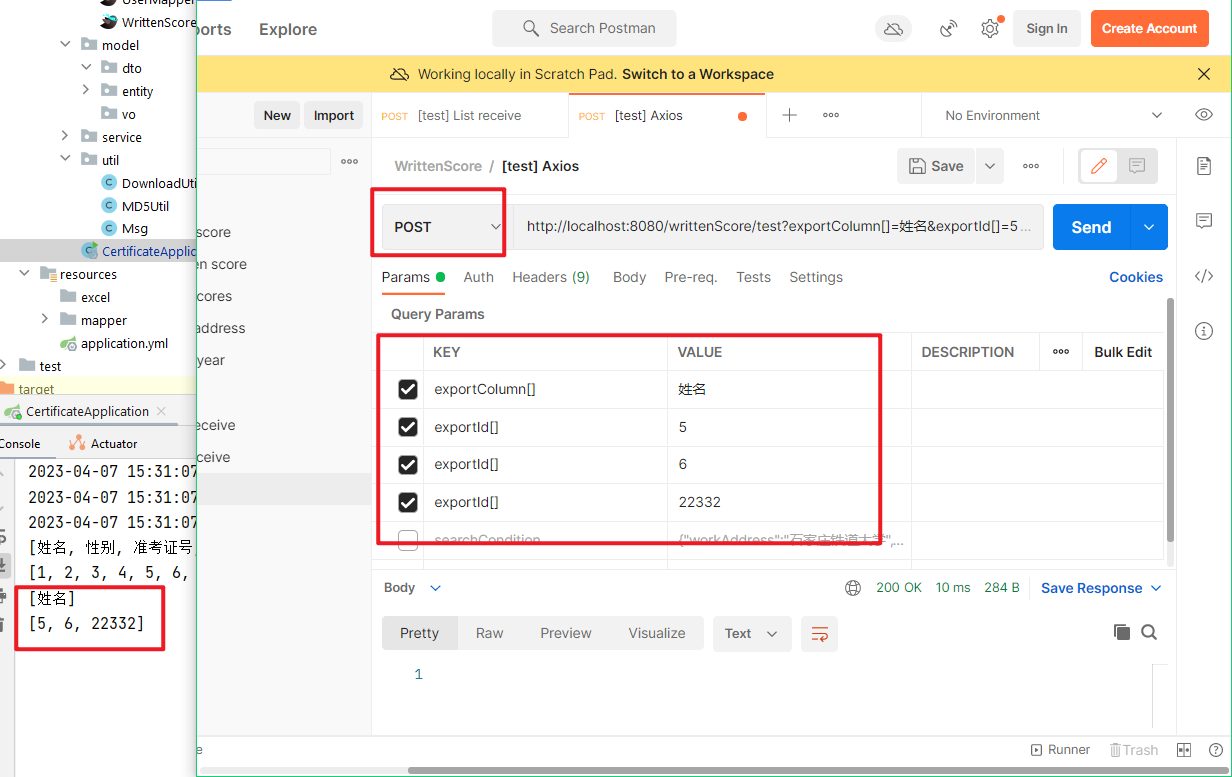 WrittenScore
model
dto
entity
vo
service
util
DownloadUti
MD5Util
Msg
CertificateApplic
resources
excel
mapper
application.yml
test
target
CertificateApplication
Console
Actuator
2023-04-07 15:31:07
2023-04-07 15:31:07
2023-04-07 15:31:07
[姓名, 性别, 准考证号
[1, 2, 3, 4, 5, 6,
[姓名]
[5, 6, 22332]
orts
Explore
Search Postman
Sign In
Create Account
Working locally in Scratch Pad. Switch to a Workspace
New
Import
POST [test] List receive
POST [test] Axios
No Environment
WrittenScore / [test] Axios
Save
score
en score
cores
address
year
eceive
ceive
POST
http://localhost:8080/writtenScore/test?exportColumn[]=姓名&exportId[]=5...
Send
Params
Auth
Headers (9)
Body
Pre-req.
Tests
Settings
Cookies
Query Params
KEY VALUE DESCRIPTION Bulk Edit
exportColumn[] 姓名
exportId[] 5
exportId[] 6
exportId[] 22332
searchCondition {"workAddress":"石家庄铁道大学",...
Body
200 OK 10 ms 284 B Save Response
Pretty Raw Preview Visualize Text
1
Runner
Trash